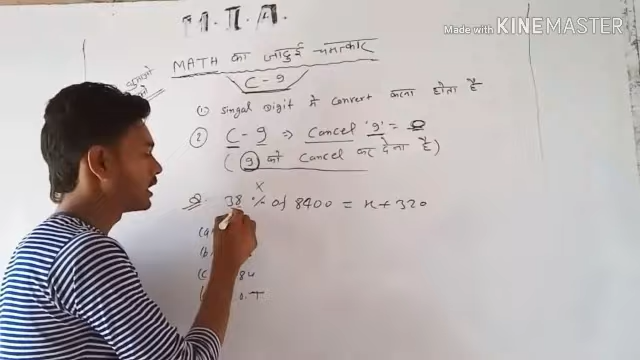 Made with KINEMASTER
M.T.A.
MATH का जादुई चमत्कार
C-9
(1) Singal Digit में convert करना होता है
(2) C-9 ⇒ Cancel '9' = 0
(9 को Cancel कर देना है)
Q. 38% of 8400 = x + 320
(a)
(b)
(c) 84